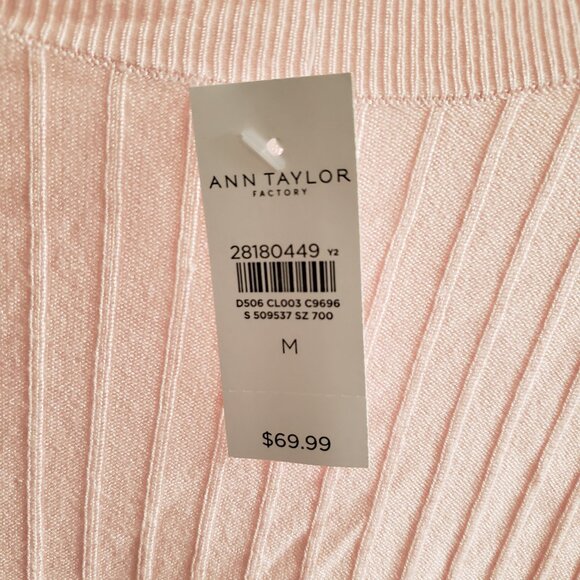 ANN TAYLOR
FACTORY
28180449 Y2
D506 CL003 C9696
S 509537 SZ 700
M
$69.99